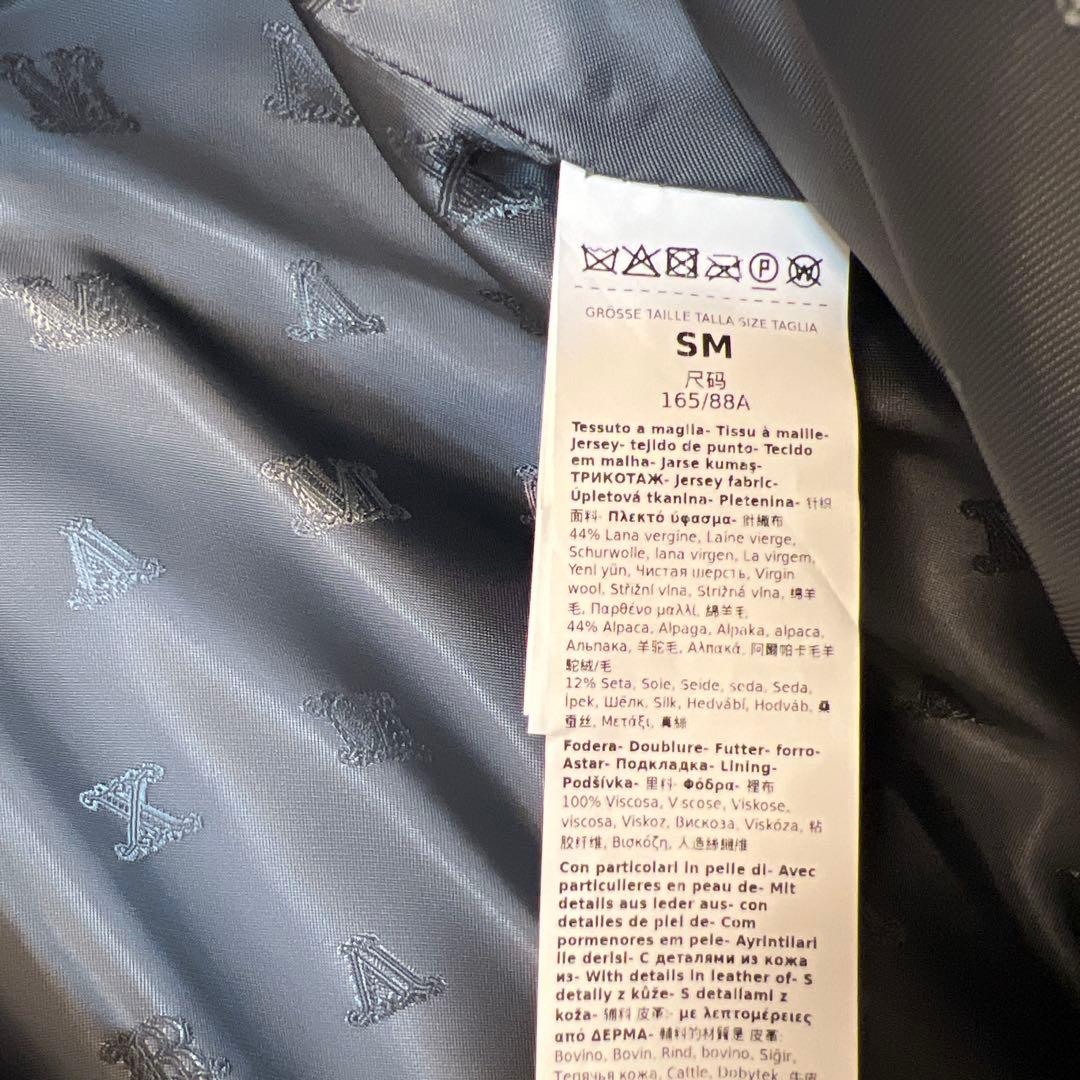 P W
GRÖSSE TAILLE TALLA SIZE TAGLIA
SM
尺码
165/88A
Tessuto a maglia- Tissu à maille-
Jersey- tejido de punto- Tecido
em malha- Jarse kumaş-
ТРИКОТАЖ- Jersey fabric-
Úpletová tkanina- Pletenina- 针织
面料- Πλεκτό ύφασμα- 針織布
44% Lana vergine, Laine vierge,
Schurwolle, lana virgen, La virgem,
Yeni yün, Чистая шерсть, Virgin
wool, Střižní vlna, Strižná vlna, 绵羊
毛, Παρθένο μαλλί, 綿羊毛,
44% Alpaca, Alpaga, Alpaka, alpaca,
Альпака, 羊驼毛, Αλπακά, 阿爾帕卡毛羊
駝绒/毛
12% Seta, Soie, Seide, seda, Seda,
İpek, Шёлк, Silk, Hedvábí, Hodváb, 桑
蚕丝, Μετάξι, 真絲
Fodera- Doublure- Futter- forro-
Astar- Подкладка- Lining-
Podšívka- 里料- Φόδρα- 裡布
100% Viscosa, Viscose, Viskose,
viscosa, Viskoz, Вискоза, Viskóza, 粘
胶纤维, Βισκόζη, 人造絲纖維
Con particolari in pelle di- Avec
particulieres en peau de- Mit
details aus leder aus- con
detalles de piel de- Com
pormenores em pele- Ayrintilari
ile derisi- С деталями из кожа
из- With details in leather of- S
detaily z kůže- S detailami z
koža- 辅料 皮革:- με λεπτομέρειες
από ΔΕΡΜΑ- 輔料的材質是 皮革:
Bovino, Bovin, Rind, bovino, Siğir,
Телячья кожа, Cattle, Dobytek, 牛皮